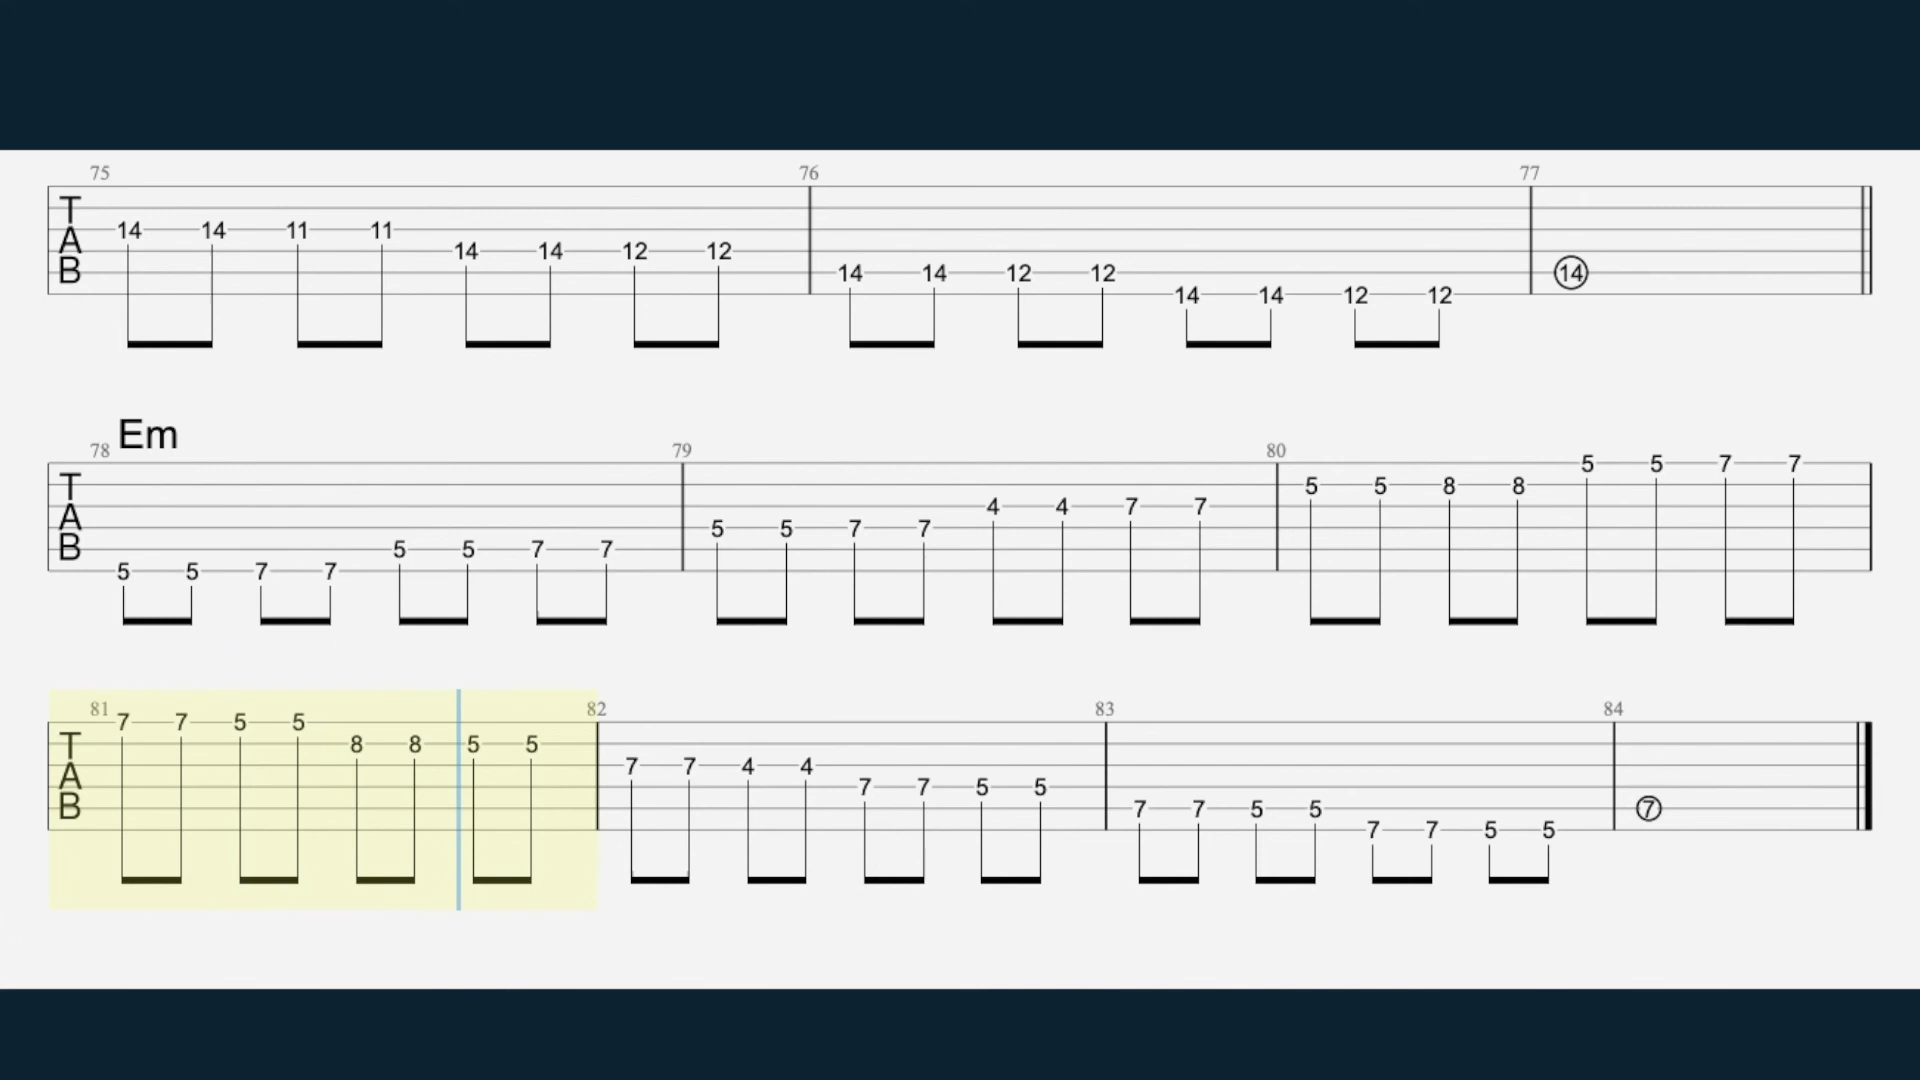 75 76 77
T
A
B
14 14 11 11
14 14 12 12
14 14 12 12 14
14 14 12 12
Em
78 79 80
T
A
B
5 5 7 7
5 5 8 8
4 4 7 7
5 5 7 7
5 5 7 7
5 5 7 7
81 82 83 84
T
A
B
7 7 5 5
8 8 5 5
7 7 4 4
7 7 5 5
7 7 5 5 7
7 7 5 5